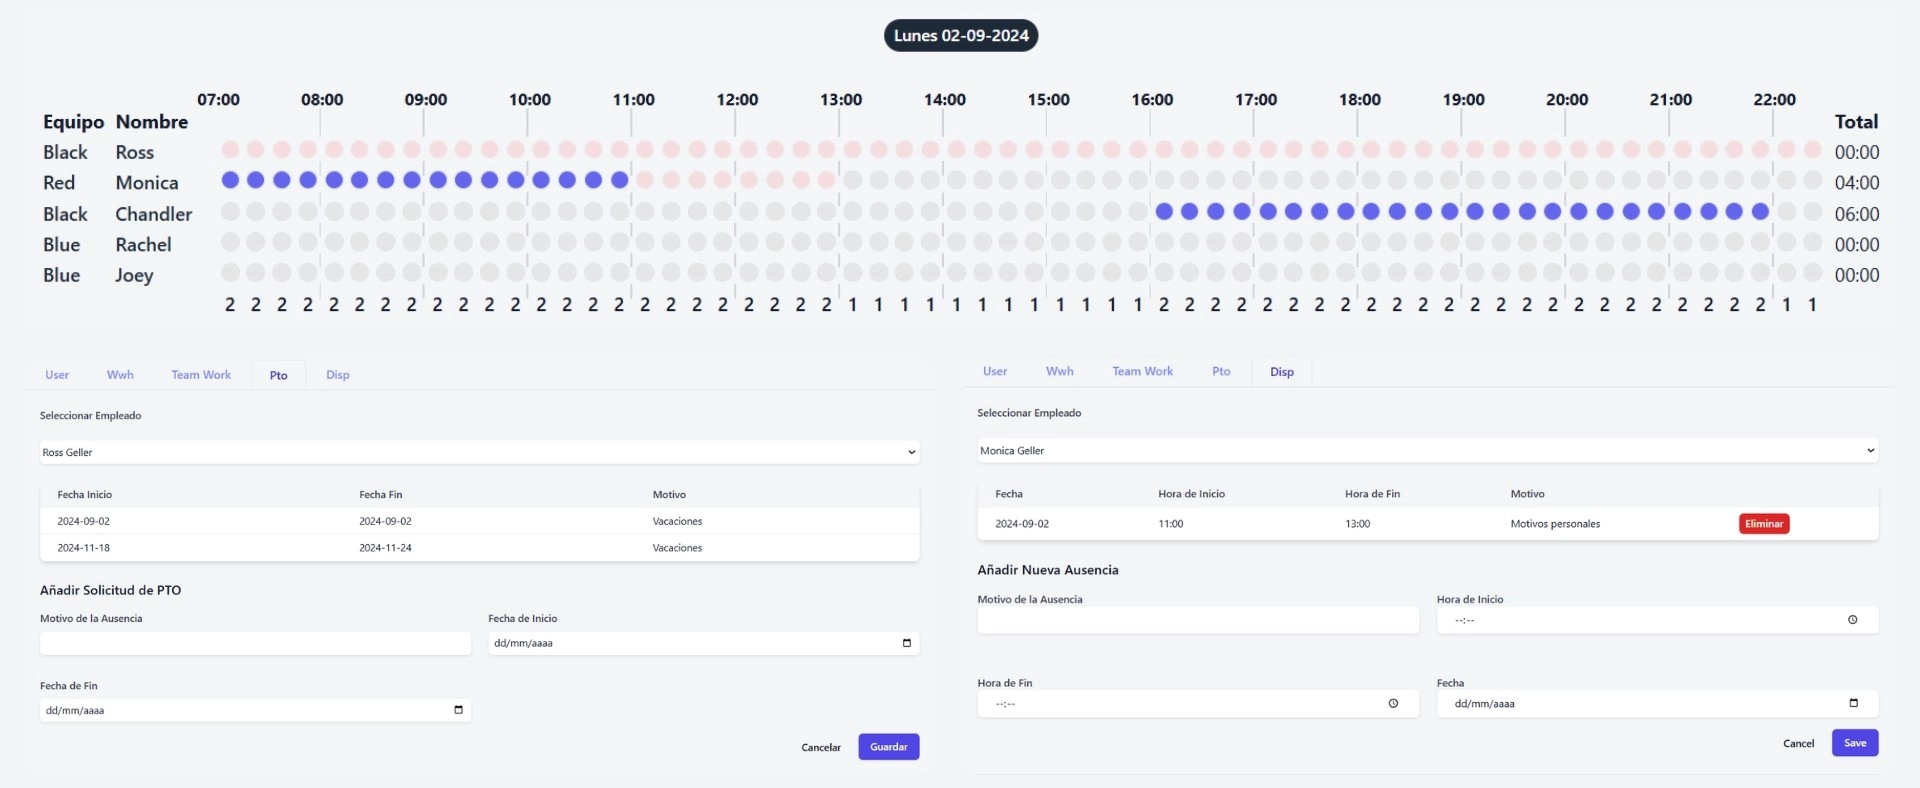 Lunes 02-09-2024
07:00 08:00 09:00 10:00 11:00 12:00 13:00 14:00 15:00 16:00 17:00 18:00 19:00 20:00 21:00 22:00
Equipo Nombre Total
Black Ross 00:00
Red Monica 04:00
Black Chandler 06:00
Blue Rachel 00:00
Blue Joey 00:00
2 2 2 2 2 2 2 2 2 2 2 2 2 2 2 2 2 2 2 2 2 2 2 2 1 1 1 1 1 1 1 1 1 1 1 1 2 2 2 2 2 2 2 2 2 2 2 2 2 2 2 2 2 2 2 2 2 2 2 2 1 1
User Wwh Team Work Pto Disp
Seleccionar Empleado
Ross Geller
Fecha Inicio Fecha Fin Motivo
2024-09-02 2024-09-02 Vacaciones
2024-11-18 2024-11-24 Vacaciones
Añadir Solicitud de PTO
Motivo de la Ausencia Fecha de Inicio
dd/mm/aaaa
Fecha de Fin
dd/mm/aaaa
Cancelar Guardar
User Wwh Team Work Pto Disp
Seleccionar Empleado
Monica Geller
Fecha Hora de Inicio Hora de Fin Motivo
2024-09-02 11:00 13:00 Motivos personales Eliminar
Añadir Nueva Ausencia
Motivo de la Ausencia Hora de Inicio
--:--
Hora de Fin Fecha
--:-- dd/mm/aaaa
Cancel Save